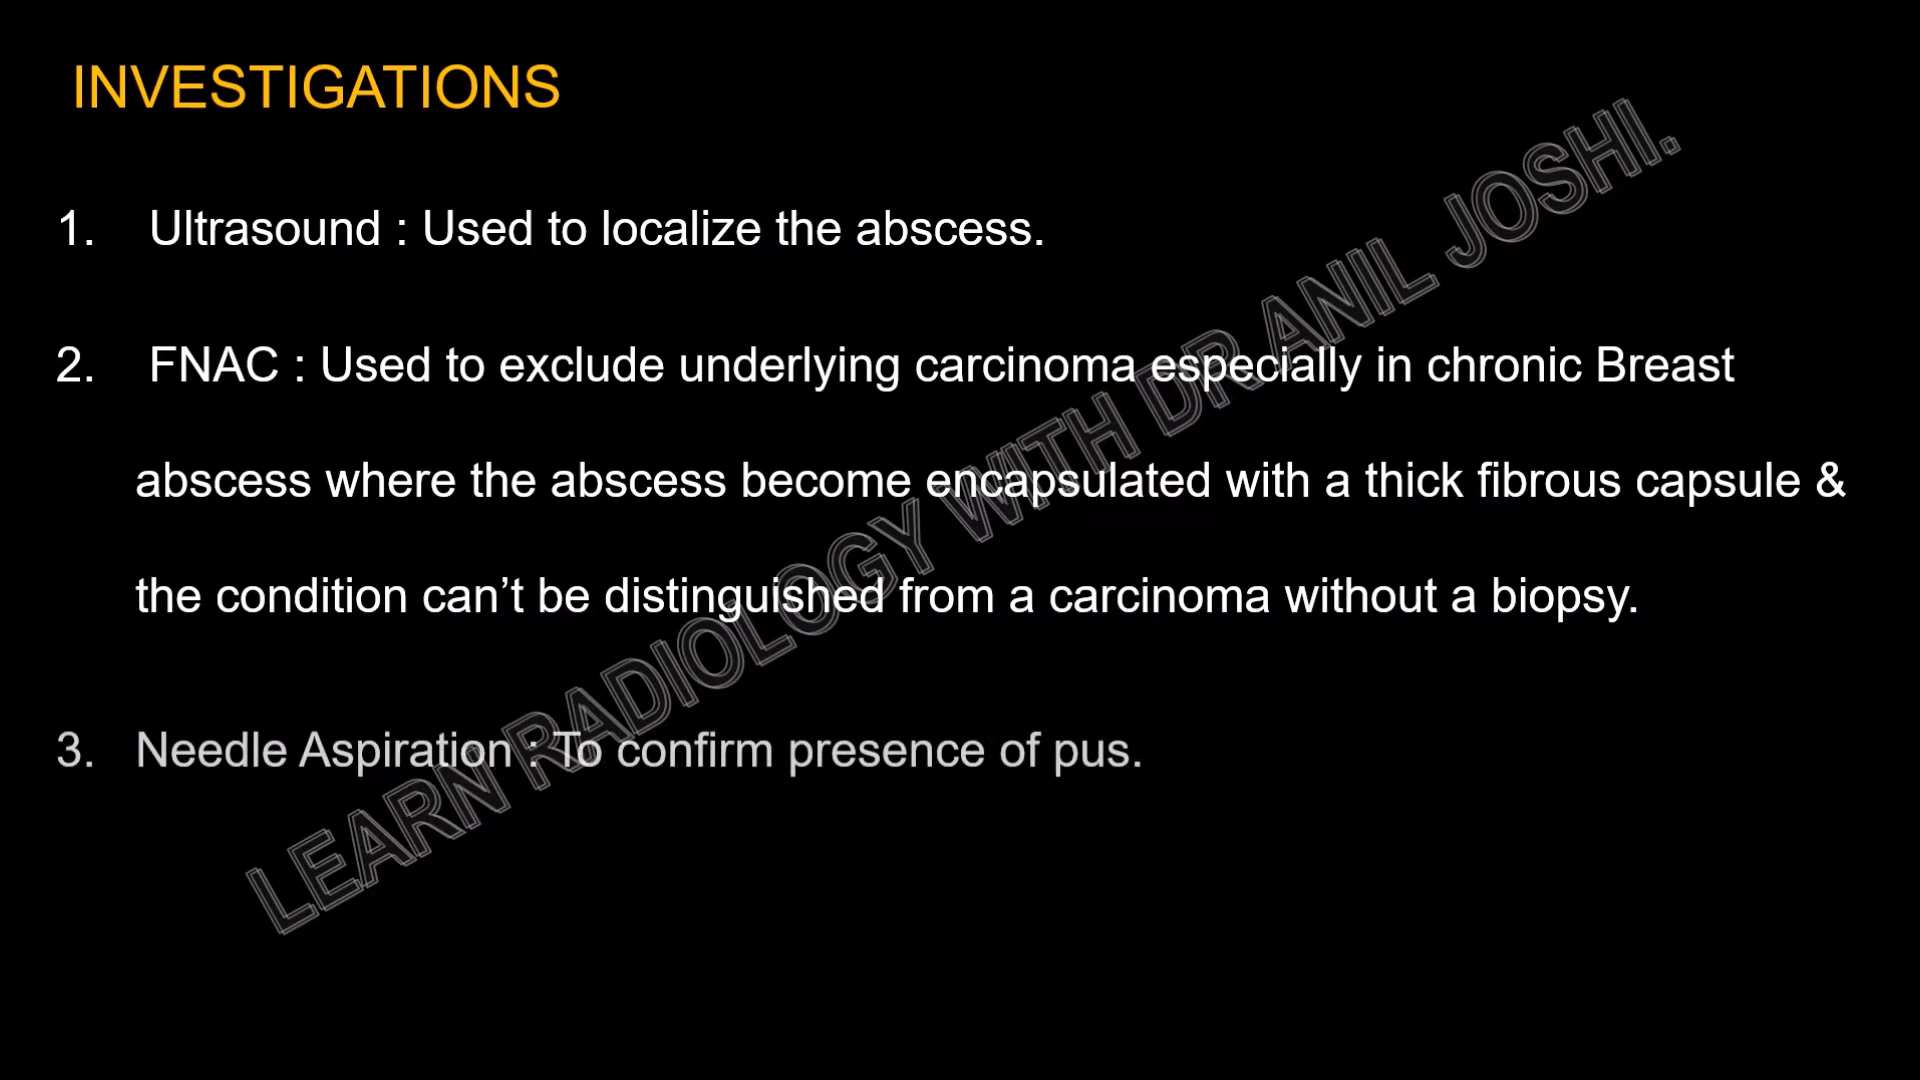 INVESTIGATIONS
1. Ultrasound : Used to localize the abscess.
2. FNAC : Used to exclude underlying carcinoma especially in chronic Breast
abscess where the abscess become encapsulated with a thick fibrous capsule &
the condition can’t be distinguished from a carcinoma without a biopsy.
3. Needle Aspiration : To confirm presence of pus.
LEARN RADIOLOGY WITH DR ANIL JOSHI.